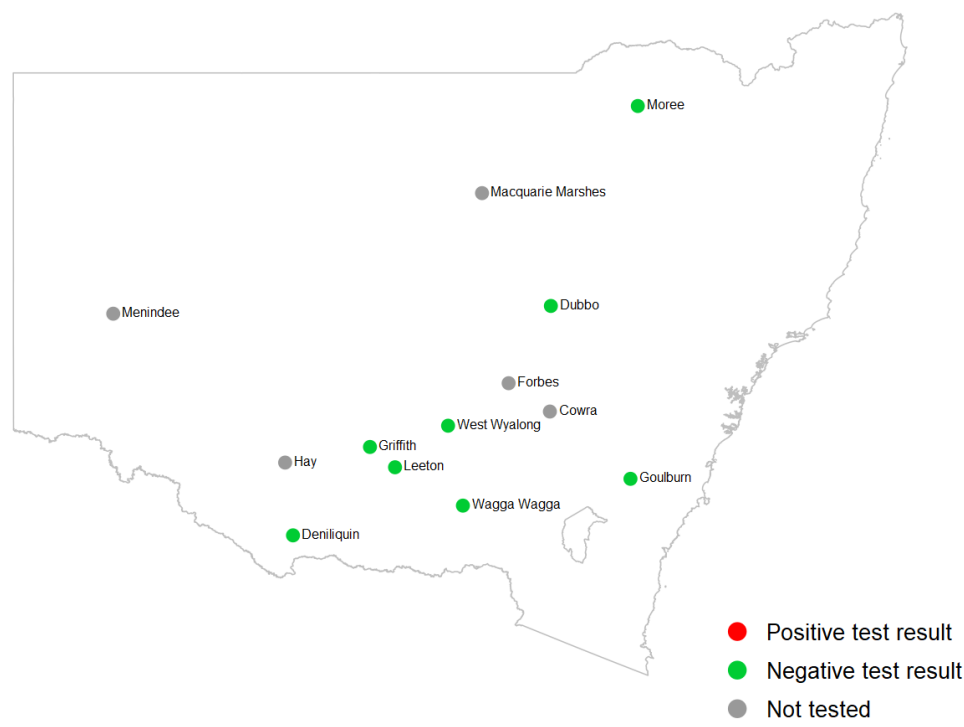 Moree
Macquarie Marshes
Dubbo
Menindee
Forbes
Cowra
West Wyalong
Griffith
Hay
Leeton
Goulburn
Wagga Wagga
Deniliquin
Positive test result
Negative test result
Not tested